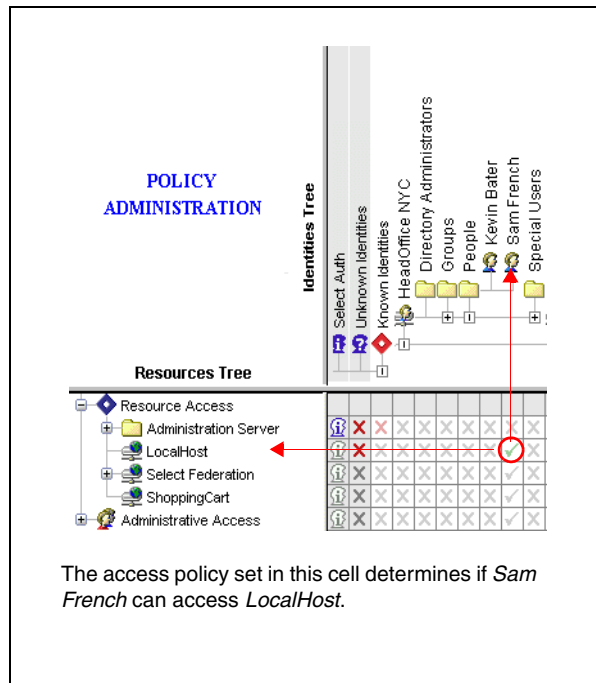 POLICY
ADMINISTRATION
Identities Tree
Select Auth
Unknown Identities
Known Identities
HeadOffice NYC
Directory Administrators
Groups
People
Kevin Bater
Sam French
Special Users
Resources Tree
Resource Access
Administration Server
LocalHost
Select Federation
ShoppingCart
Administrative Access
The access policy set in this cell determines if Sam
French can access LocalHost.